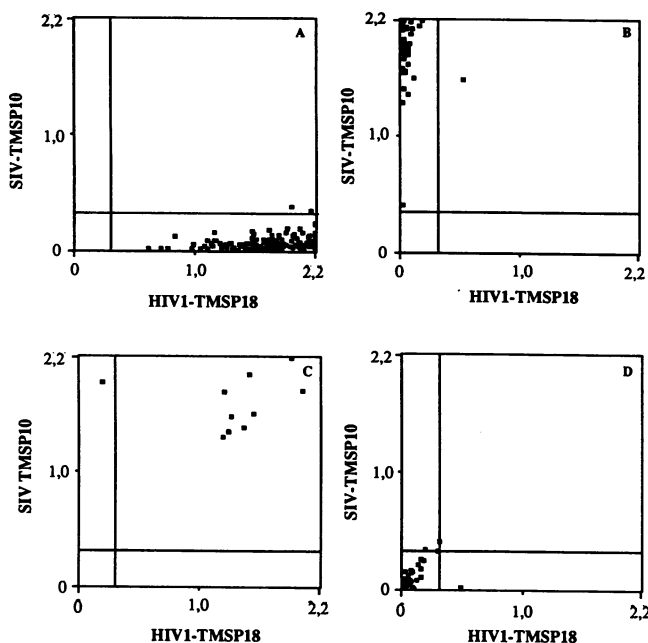 2,2
A
SIV-TMSP10
1,0
0
0
1,0
2,2
HIV1-TMSP18
2,2
B
SIV-TMSP10
1,0
0
0
1,0
2,2
HIV1-TMSP18
2,2
C
SIV TMSP10
1,0
0
0
1,0
2,2
HIV1-TMSP18
2,2
D
SIV-TMSP10
1,0
0
0
1,0
2,2
HIV1-TMSP18